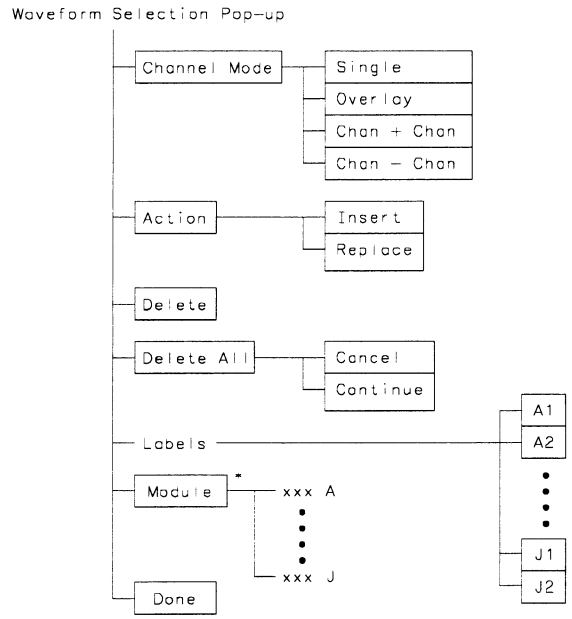 Waveform Selection Pop-up
Channel Mode
Single
Overlay
Chan + Chan
Chan - Chan
Action
Insert
Replace
Delete
Delete All
Cancel
Continue
Labels
A1
A2
J1
J2
Module *
xxx A
xxx J
Done